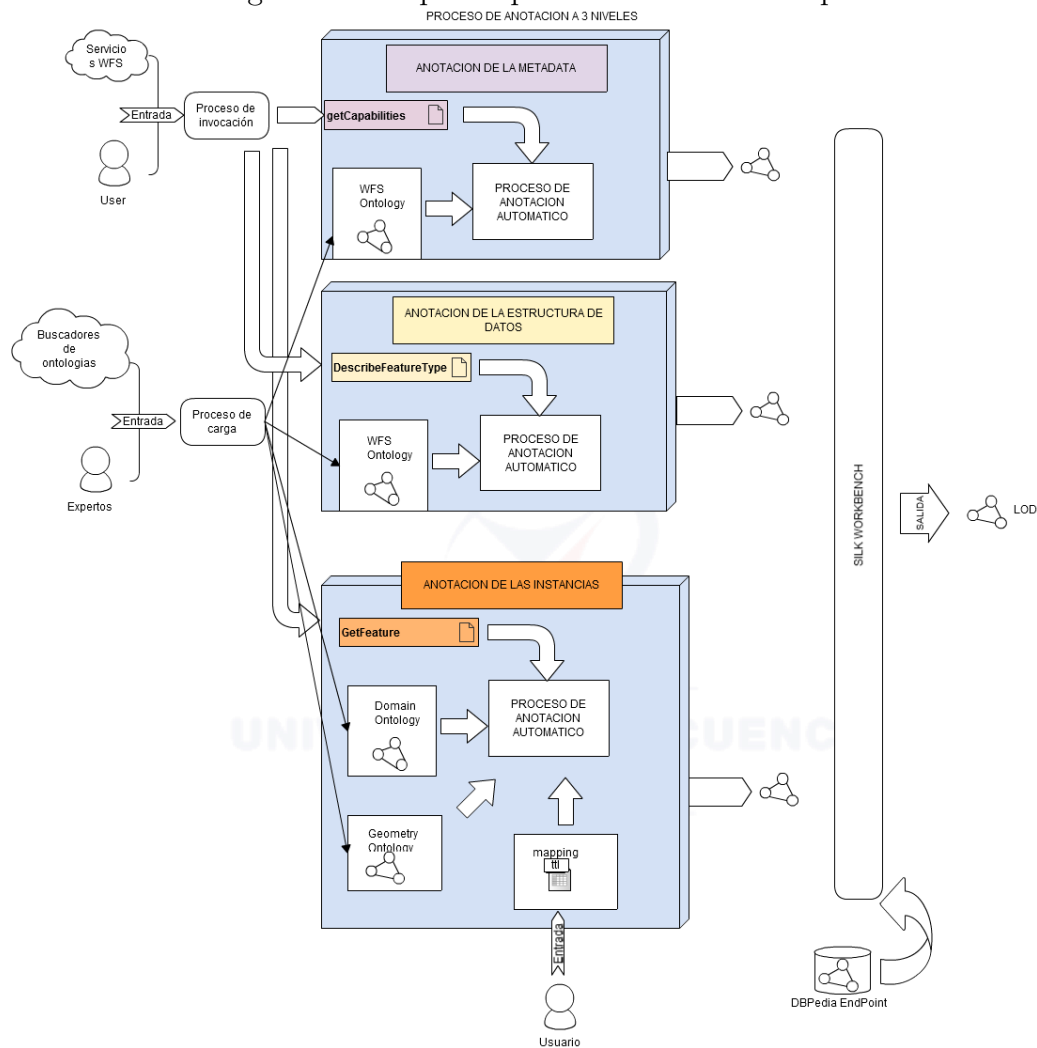 PROCESO DE ANOTACION A 3 NIVELES
Servicio
s WFS
Entrada
User
Proceso de
invocación
ANOTACION DE LA METADATA
getCapabilities
WFS
Ontology
PROCESO DE
ANOTACION
AUTOMATICO
Buscadores
de
ontologias
Entrada
Expertos
Proceso de
carga
ANOTACION DE LA ESTRUCTURA DE
DATOS
DescribeFeatureType
WFS
Ontology
PROCESO DE
ANOTACION
AUTOMATICO
ANOTACION DE LAS INSTANCIAS
GetFeature
Domain
Ontology
PROCESO DE
ANOTACION
AUTOMATICO
Geometry
Ontology
mapping
ttl
Entrada
Usuario
SILK WORKBENCH
SALIDA
LOD
DBPedia EndPoint